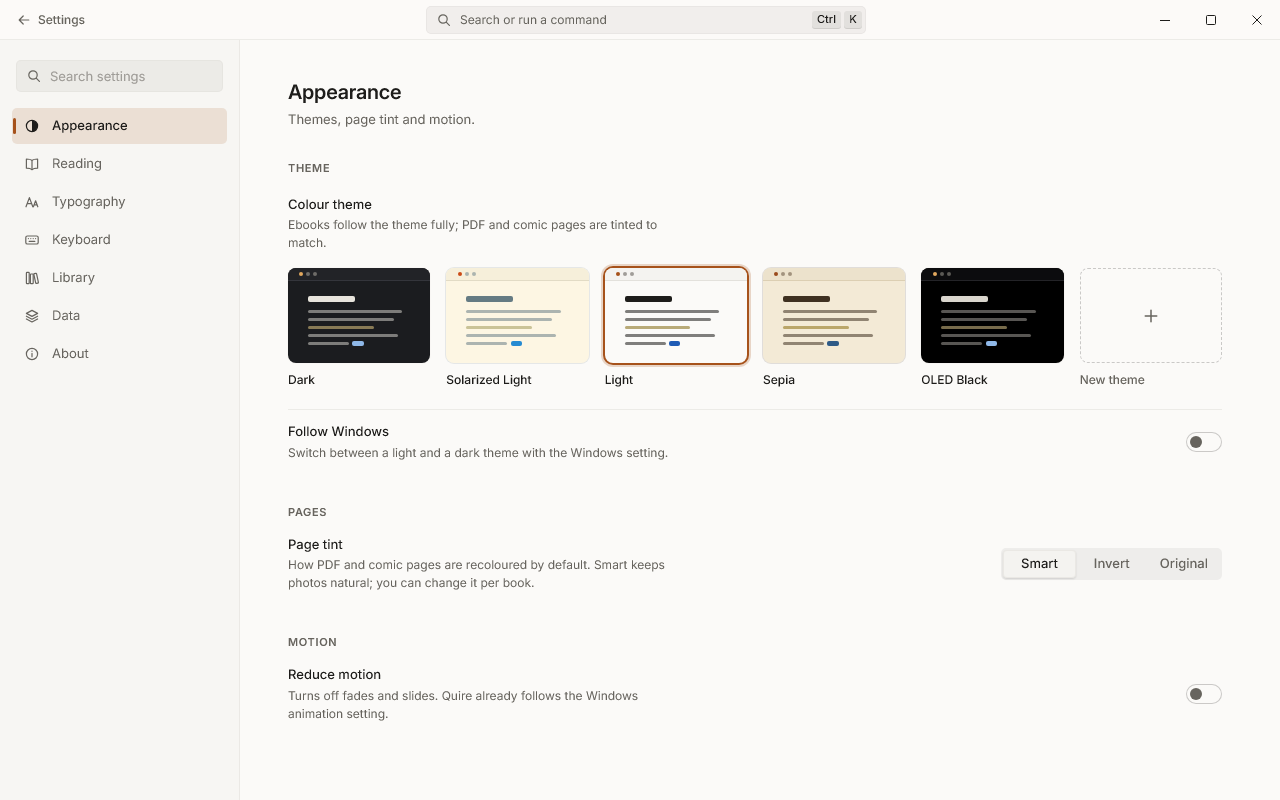 Settings
Search or run a command
Ctrl K
Search settings
Appearance
Reading
Typography
Keyboard
Library
Data
About
Appearance
Themes, page tint and motion.
THEME
Colour theme
Ebooks follow the theme fully; PDF and comic pages are tinted to
match.
Dark
Solarized Light
Light
Sepia
OLED Black
New theme
Follow Windows
Switch between a light and a dark theme with the Windows setting.
PAGES
Page tint
How PDF and comic pages are recoloured by default. Smart keeps
photos natural; you can change it per book.
Smart
Invert
Original
MOTION
Reduce motion
Turns off fades and slides. Quire already follows the Windows
animation setting.